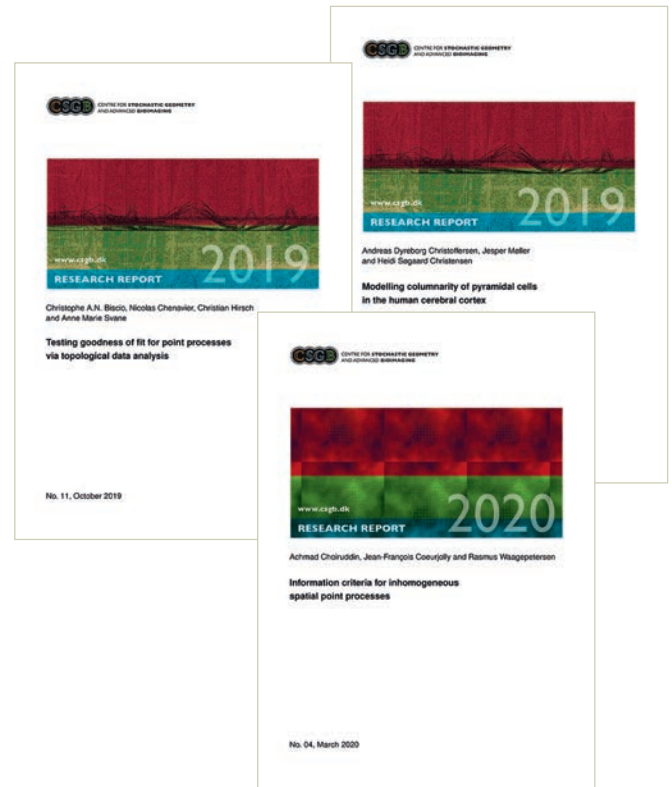 CSGB CENTRE FOR STOCHASTIC GEOMETRY
AND ADVANCED BIOIMAGING
www.csgb.dk
2019
RESEARCH REPORT
Christophe A.N. Biscio, Nicolas Chenavier, Christian Hirsch
and Anne Marie Svane
Testing goodness of fit for point processes
via topological data analysis
No. 11, October 2019
CSGB CENTRE FOR STOCHASTIC GEOMETRY
AND ADVANCED BIOIMAGING
www.csgb.dk
2019
RESEARCH REPORT
Andreas Dyreborg Christoffersen, Jesper Møller
and Heidi Søgaard Christensen
Modelling columnarity of pyramidal cells
in the human cerebral cortex
CSGB CENTRE FOR STOCHASTIC GEOMETRY
AND ADVANCED BIOIMAGING
www.csgb.dk
2020
RESEARCH REPORT
Achmad Choiruddin, Jean-François Coeurjolly and Rasmus Waagepetersen
Information criteria for inhomogeneous
spatial point processes
No. 04, March 2020